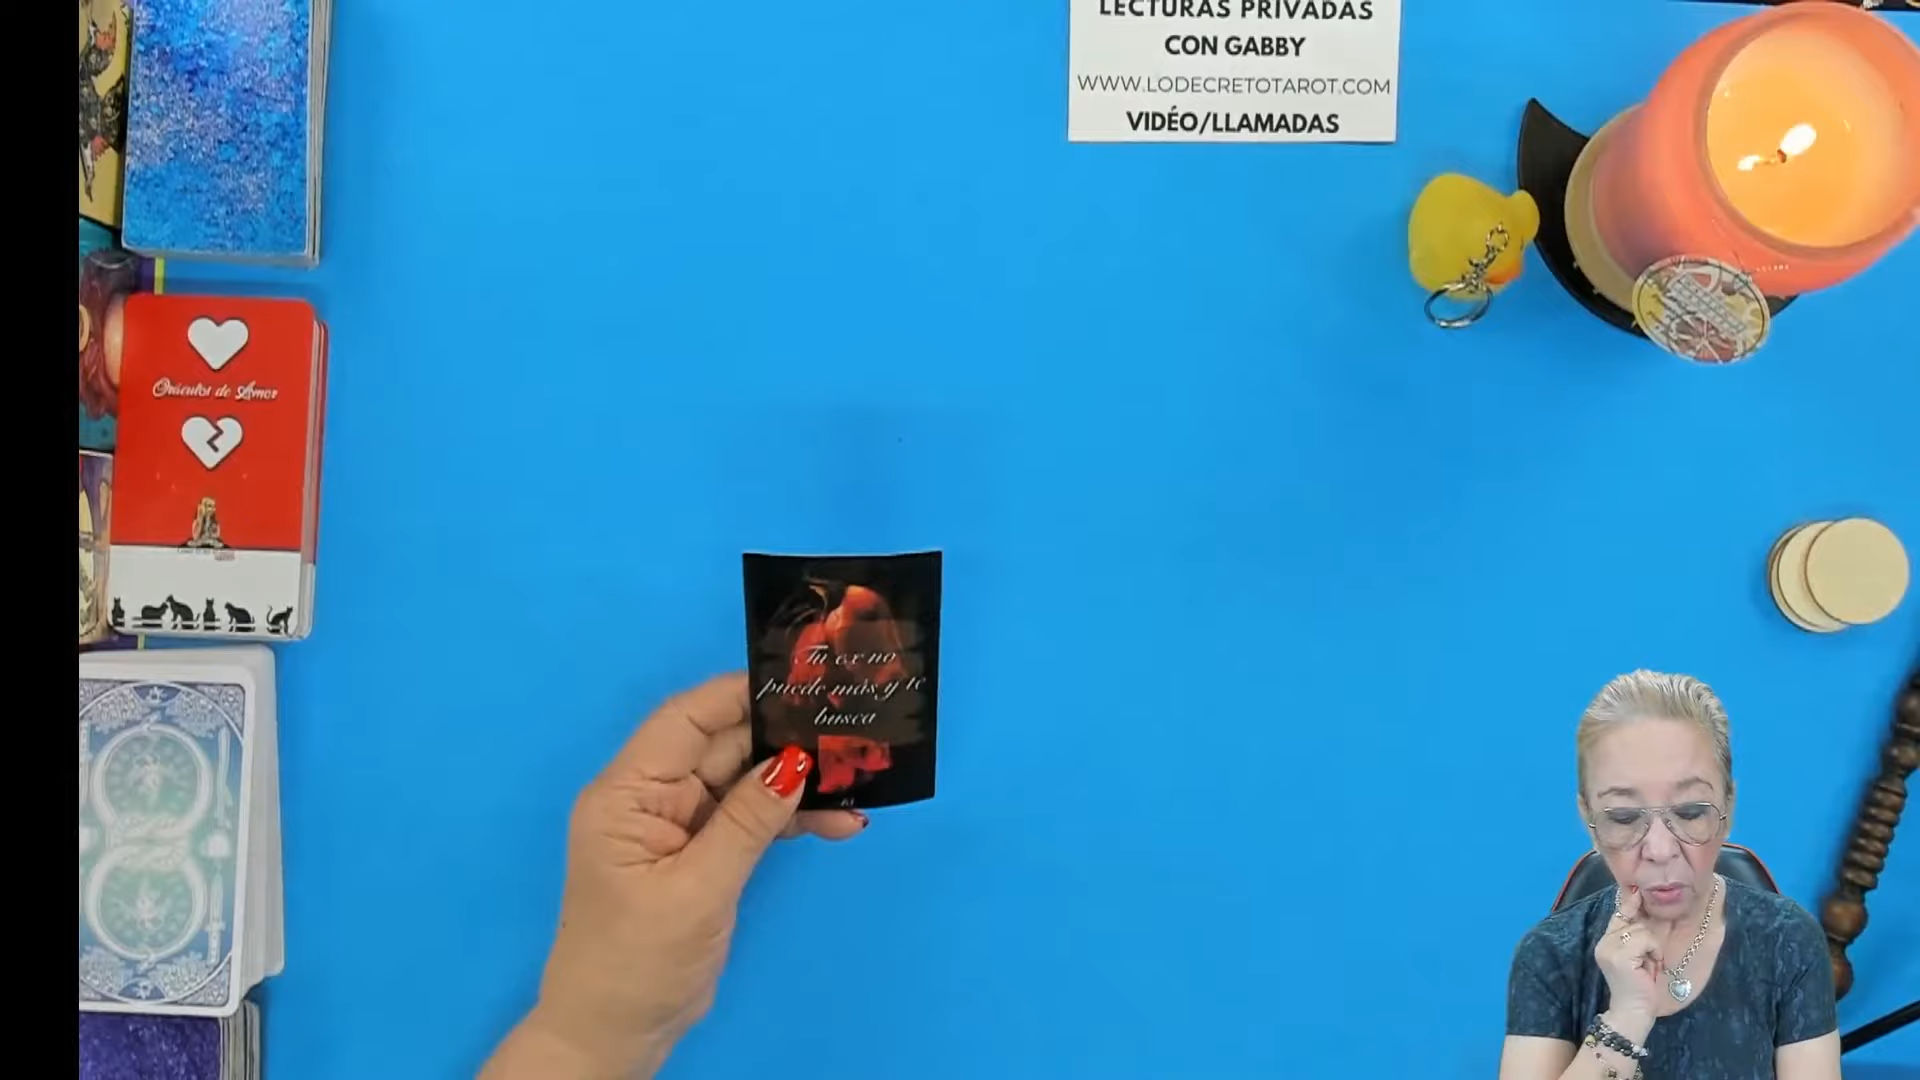 LECTURAS PRIVADAS
CON GABBY
WWW.LODECRETOTAROT.COM
VIDÉO/LLAMADAS
Oráculos de Amor
Tu ex no
puede más y te
busca